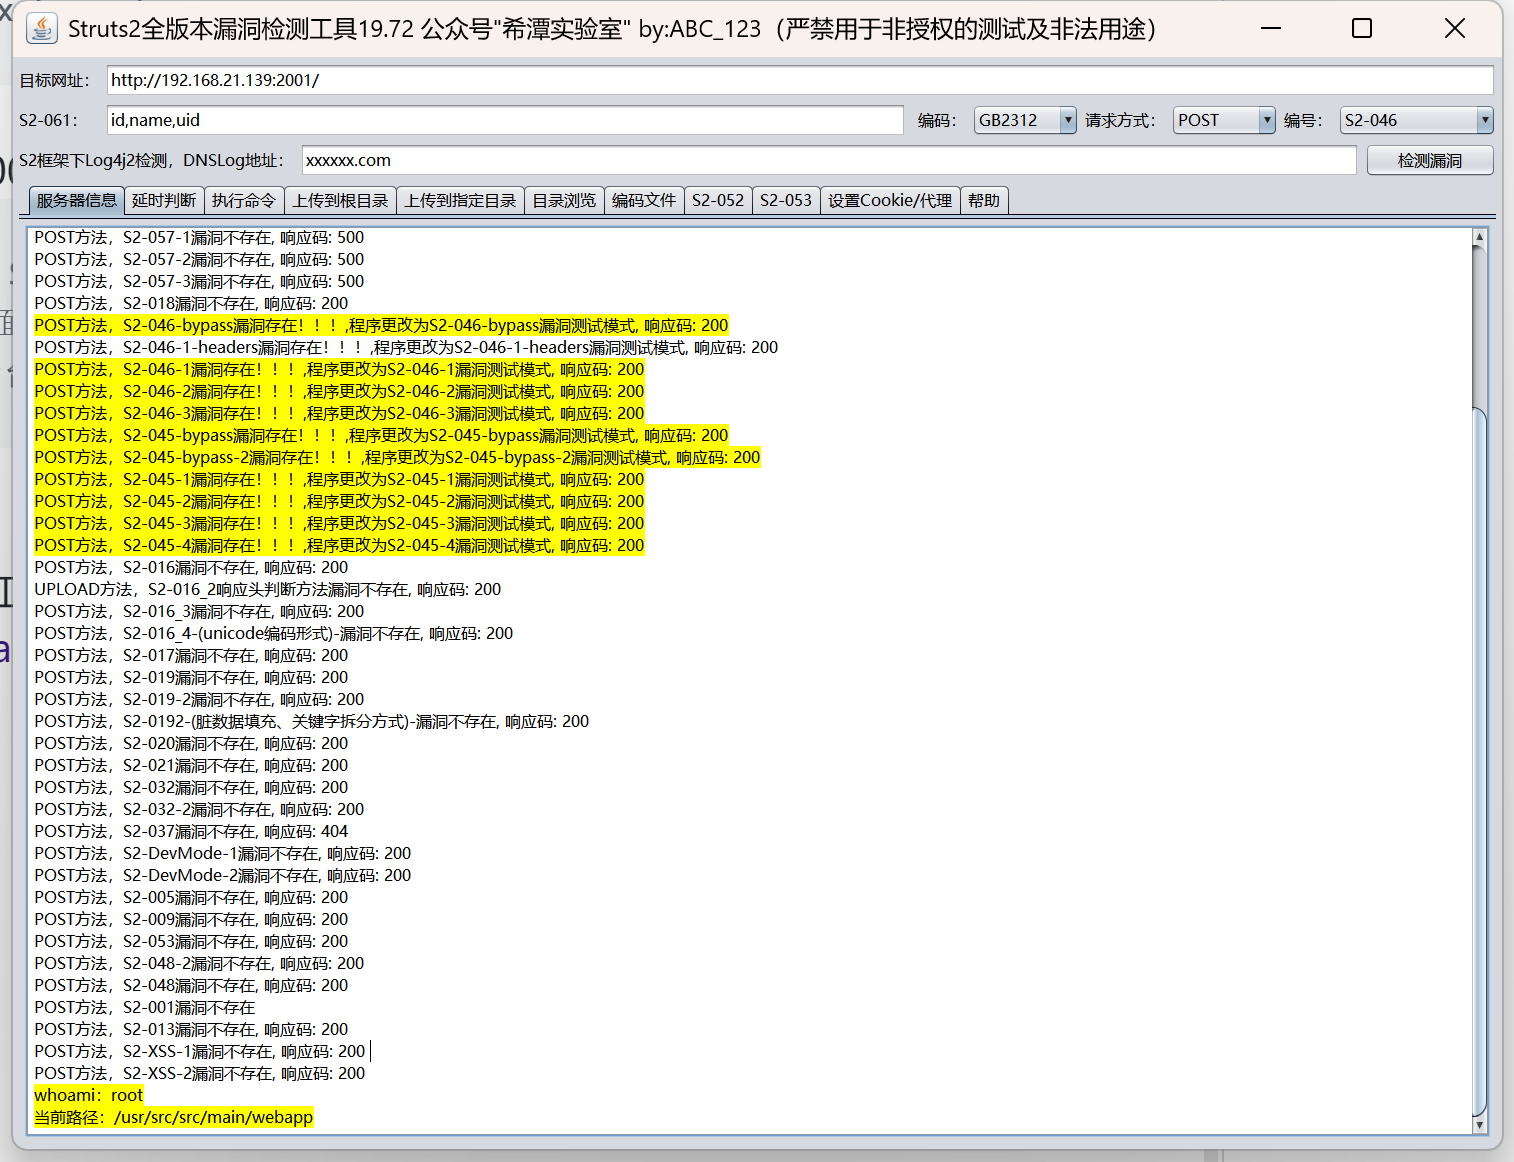 Struts2全版本漏洞检测工具19.72 公众号"希潭实验室" by:ABC_123（严禁用于非授权的测试及非法用途）
目标网址： http://192.168.21.139:2001/
S2-061： id,name,uid 编码： GB2312 请求方式： POST 编号： S2-046
S2框架下Log4j2检测，DNSLog地址： xxxxxx.com 检测漏洞
服务器信息 延时判断 执行命令 上传到根目录 上传到指定目录 目录浏览 编码文件 S2-052 S2-053 设置Cookie/代理 帮助
POST方法，S2-057-1漏洞不存在, 响应码: 500
POST方法，S2-057-2漏洞不存在, 响应码: 500
POST方法，S2-057-3漏洞不存在, 响应码: 500
POST方法，S2-018漏洞不存在, 响应码: 200
POST方法，S2-046-bypass漏洞存在！！！,程序更改为S2-046-bypass漏洞测试模式, 响应码: 200
POST方法，S2-046-1-headers漏洞存在！！！,程序更改为S2-046-1-headers漏洞测试模式, 响应码: 200
POST方法，S2-046-1漏洞存在！！！,程序更改为S2-046-1漏洞测试模式, 响应码: 200
POST方法，S2-046-2漏洞存在！！！,程序更改为S2-046-2漏洞测试模式, 响应码: 200
POST方法，S2-046-3漏洞存在！！！,程序更改为S2-046-3漏洞测试模式, 响应码: 200
POST方法，S2-045-bypass漏洞存在！！！,程序更改为S2-045-bypass漏洞测试模式, 响应码: 200
POST方法，S2-045-bypass-2漏洞存在！！！,程序更改为S2-045-bypass-2漏洞测试模式, 响应码: 200
POST方法，S2-045-1漏洞存在！！！,程序更改为S2-045-1漏洞测试模式, 响应码: 200
POST方法，S2-045-2漏洞存在！！！,程序更改为S2-045-2漏洞测试模式, 响应码: 200
POST方法，S2-045-3漏洞存在！！！,程序更改为S2-045-3漏洞测试模式, 响应码: 200
POST方法，S2-045-4漏洞存在！！！,程序更改为S2-045-4漏洞测试模式, 响应码: 200
POST方法，S2-016漏洞不存在, 响应码: 200
UPLOAD方法，S2-016_2响应头判断方法漏洞不存在, 响应码: 200
POST方法，S2-016_3漏洞不存在, 响应码: 200
POST方法，S2-016_4-(unicode编码形式)-漏洞不存在, 响应码: 200
POST方法，S2-017漏洞不存在, 响应码: 200
POST方法，S2-019漏洞不存在, 响应码: 200
POST方法，S2-019-2漏洞不存在, 响应码: 200
POST方法，S2-0192-(脏数据填充、关键字拆分方式)-漏洞不存在, 响应码: 200
POST方法，S2-020漏洞不存在, 响应码: 200
POST方法，S2-021漏洞不存在, 响应码: 200
POST方法，S2-032漏洞不存在, 响应码: 200
POST方法，S2-032-2漏洞不存在, 响应码: 200
POST方法，S2-037漏洞不存在, 响应码: 404
POST方法，S2-DevMode-1漏洞不存在, 响应码: 200
POST方法，S2-DevMode-2漏洞不存在, 响应码: 200
POST方法，S2-005漏洞不存在, 响应码: 200
POST方法，S2-009漏洞不存在, 响应码: 200
POST方法，S2-053漏洞不存在, 响应码: 200
POST方法，S2-048-2漏洞不存在, 响应码: 200
POST方法，S2-048漏洞不存在, 响应码: 200
POST方法，S2-001漏洞不存在
POST方法，S2-013漏洞不存在, 响应码: 200
POST方法，S2-XSS-1漏洞不存在, 响应码: 200
POST方法，S2-XSS-2漏洞不存在, 响应码: 200
whoami：root
当前路径：/usr/src/src/main/webapp